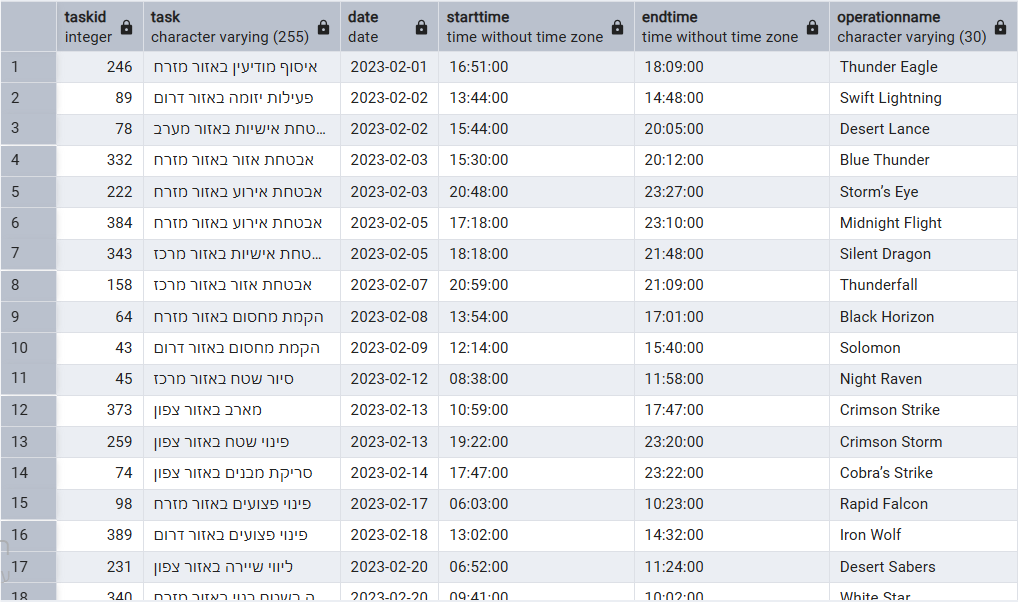 taskid task date starttime endtime operationname
integer character varying (255) date time without time zone time without time zone character varying (30)
1 246 איסוף מודיעין באזור מזרח 2023-02-01 16:51:00 18:09:00 Thunder Eagle
2 89 פעילות יזומה באזור דרום 2023-02-02 13:44:00 14:48:00 Swift Lightning
3 78 טחת אישיות באזור מערב... 2023-02-02 15:44:00 20:05:00 Desert Lance
4 332 אבטחת אזור באזור מזרח 2023-02-03 15:30:00 20:12:00 Blue Thunder
5 222 אבטחת אירוע באזור מזרח 2023-02-03 20:48:00 23:27:00 Storm’s Eye
6 384 אבטחת אירוע באזור מזרח 2023-02-05 17:18:00 23:10:00 Midnight Flight
7 343 טחת אישיות באזור מרכז... 2023-02-05 18:18:00 21:48:00 Silent Dragon
8 158 אבטחת אזור באזור מרכז 2023-02-07 20:59:00 21:09:00 Thunderfall
9 64 הקמת מחסום באזור מזרח 2023-02-08 13:54:00 17:01:00 Black Horizon
10 43 הקמת מחסום באזור דרום 2023-02-09 12:14:00 15:40:00 Solomon
11 45 סיור שטח באזור מרכז 2023-02-12 08:38:00 11:58:00 Night Raven
12 373 מארב באזור צפון 2023-02-13 10:59:00 17:47:00 Crimson Strike
13 259 פינוי שטח באזור צפון 2023-02-13 19:22:00 23:20:00 Crimson Storm
14 74 סריקת מבנים באזור צפון 2023-02-14 17:47:00 23:22:00 Cobra’s Strike
15 98 פינוי פצועים באזור מזרח 2023-02-17 06:03:00 10:23:00 Rapid Falcon
16 389 פינוי פצועים באזור דרום 2023-02-18 13:02:00 14:32:00 Iron Wolf
17 231 ליווי שיירה באזור צפון 2023-02-20 06:52:00 11:24:00 Desert Sabers
18 340 בשטח בנוי באזור מזרח 2023-02-20 09:41:00 10:02:00 White Star